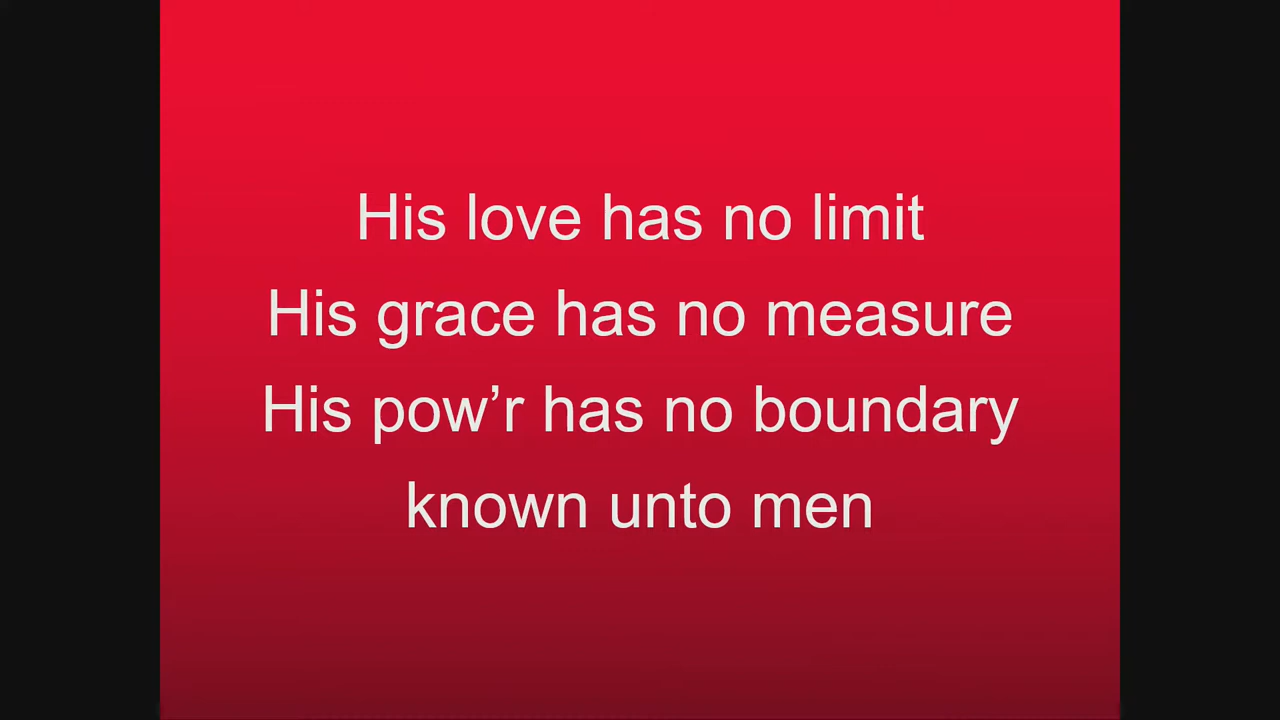 His love has no limit
His grace has no measure
His pow’r has no boundary
known unto men